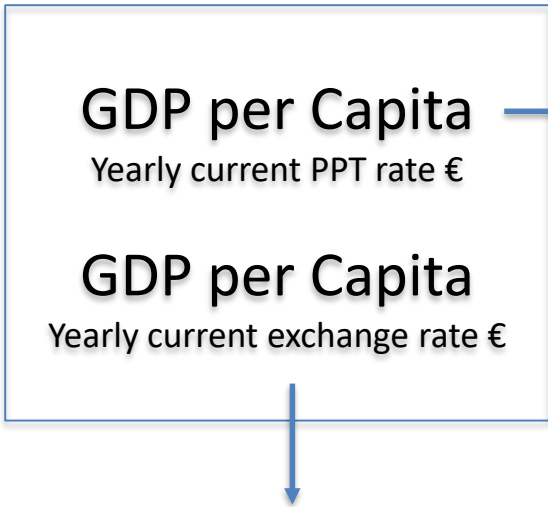 GDP per Capita
Yearly current PPT rate €
GDP per Capita
Yearly current exchange rate €